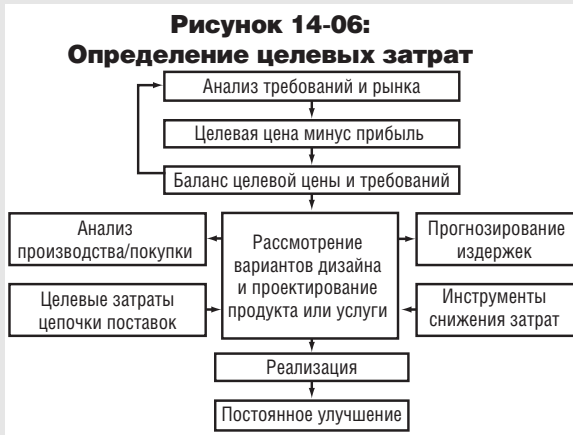 Рисунок 14-06:
Определение целевых затрат
Анализ требований и рынка
Целевая цена минус прибыль
Баланс целевой цены и требований
Анализ
производства/покупки
Рассмотрение
вариантов дизайна
и проектирование
продукта или услуги
Прогнозирование
издержек
Целевые затраты
цепочки поставок
Инструменты
снижения затрат
Реализация
Постоянное улучшение